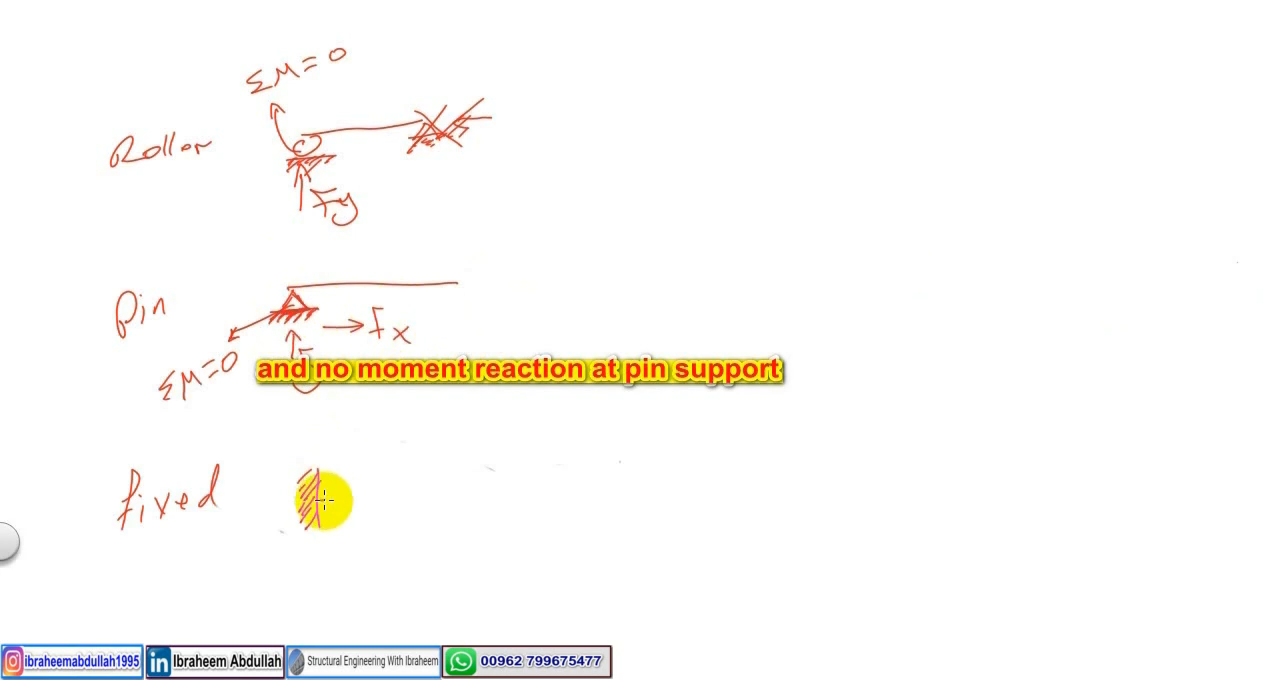 ΣM=0
Roller
Fy
Pin
Fx
ΣM=0
and no moment reaction at pin support
fixed
ibraheemabdullah1995
in Ibraheem Abdullah
Structural Engineering With Ibraheem
00962 799675477